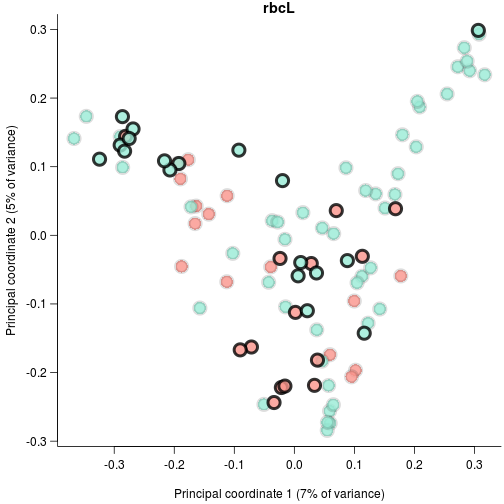 rbcL
Principal coordinate 2 (5% of variance)
0.3
0.2
0.1
0.0
-0.1
-0.2
-0.3
-0.3 -0.2 -0.1 0.0 0.1 0.2 0.3
Principal coordinate 1 (7% of variance)